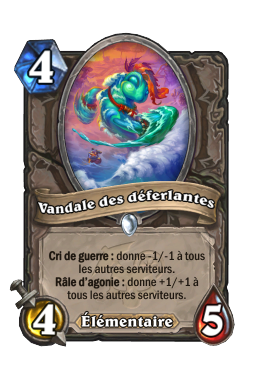 4
Vandale des déferlantes
Cri de guerre : donne -1/-1 à tous
les autres serviteurs.
Râle d'agonie : donne +1/+1 à
tous les autres serviteurs.
4
Élémentaire
5